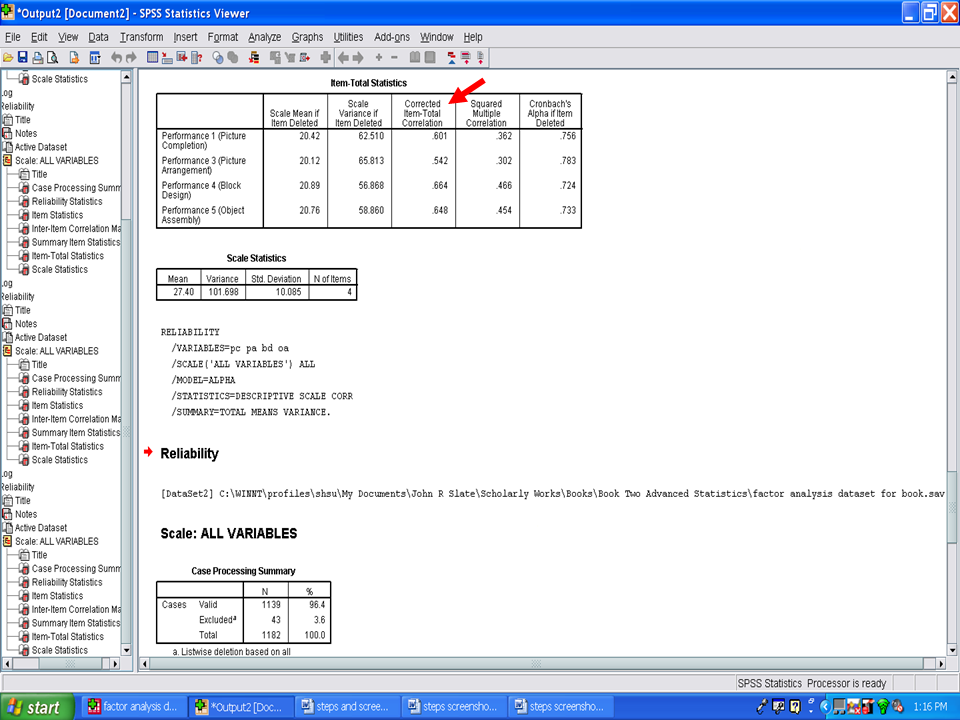 *Output2 [Document2] - SPSS Statistics Viewer
File Edit View Data Transform Insert Format Analyze Graphs Utilities Add-ons Window Help
Scale Statistics
Log
Reliability
Title
Notes
Active Dataset
Scale: ALL VARIABLES
Title
Case Processing Summ
Reliability Statistics
Item Statistics
Inter-Item Correlation Ma
Summary Item Statistics
Item-Total Statistics
Scale Statistics
Log
Reliability
Title
Notes
Active Dataset
Scale: ALL VARIABLES
Title
Case Processing Summ
Reliability Statistics
Item Statistics
Inter-Item Correlation Ma
Summary Item Statistics
Item-Total Statistics
Scale Statistics
Log
Reliability
Title
Notes
Active Dataset
Scale: ALL VARIABLES
Title
Case Processing Summ
Reliability Statistics
Item Statistics
Inter-Item Correlation Ma
Summary Item Statistics
Item-Total Statistics
Scale Statistics
Item-Total Statistics
Scale Mean if Item Deleted
Scale Variance if Item Deleted
Corrected Item-Total Correlation
Squared Multiple Correlation
Cronbach's Alpha if Item Deleted
Performance 1 (Picture Completion) 20.42 62.510 .601 .362 .756
Performance 3 (Picture Arrangement) 20.12 65.813 .542 .302 .783
Performance 4 (Block Design) 20.89 56.868 .664 .466 .724
Performance 5 (Object Assembly) 20.76 58.860 .648 .454 .733
Scale Statistics
Mean Variance Std. Deviation N of Items
27.40 101.698 10.085 4
RELIABILITY
/VARIABLES=pc pa bd oa
/SCALE('ALL VARIABLES') ALL
/MODEL=ALPHA
/STATISTICS=DESCRIPTIVE SCALE CORR
/SUMMARY=TOTAL MEANS VARIANCE.
Reliability
[DataSet2] C:\WINNT\profiles\shsu\My Documents\John R Slate\Scholarly Works\Books\Book Two Advanced Statistics\factor analysis dataset for book.sav
Scale: ALL VARIABLES
Case Processing Summary
N %
Cases Valid 1139 96.4
Excludedª 43 3.6
Total 1182 100.0
a. Listwise deletion based on all
SPSS Statistics Processor is ready
start
factor analysis d...
*Output2 [Doc...
steps and scree...
steps screensho...
steps screensho...
1:16 PM